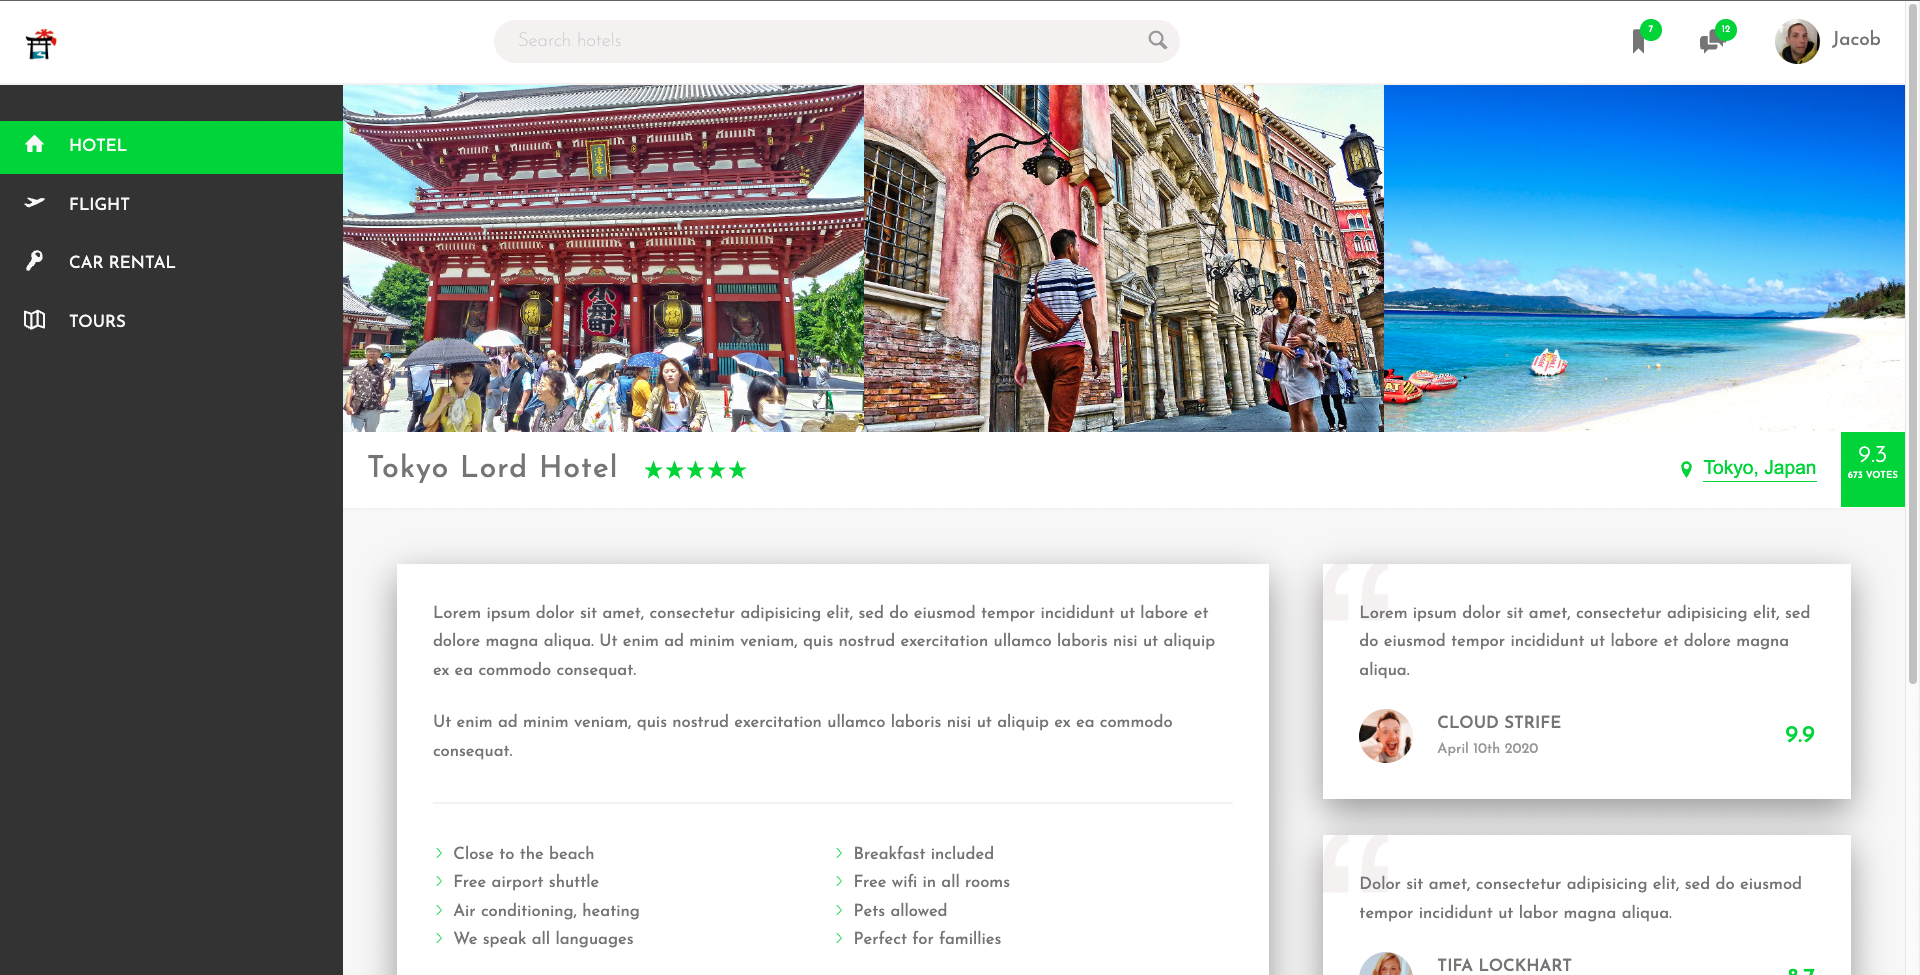 Search hotels
7
12
Jacob
HOTEL
FLIGHT
CAR RENTAL
TOURS
小舟町
Tokyo Lord Hotel
Tokyo, Japan
9.3
673 VOTES
Lorem ipsum dolor sit amet, consectetur adipisicing elit, sed do eiusmod tempor incididunt ut labore et
dolore magna aliqua. Ut enim ad minim veniam, quis nostrud exercitation ullamco laboris nisi ut aliquip
ex ea commodo consequat.
Ut enim ad minim veniam, quis nostrud exercitation ullamco laboris nisi ut aliquip ex ea commodo
consequat.
Close to the beach
Free airport shuttle
Air conditioning, heating
We speak all languages
Breakfast included
Free wifi in all rooms
Pets allowed
Perfect for famillies
“
Lorem ipsum dolor sit amet, consectetur adipisicing elit, sed
do eiusmod tempor incididunt ut labore et dolore magna
aliqua.
CLOUD STRIFE
April 10th 2020
9.9
“
Dolor sit amet, consectetur adipisicing elit, sed do eiusmod
tempor incididunt ut labor magna aliqua.
TIFA LOCKHART
8.7